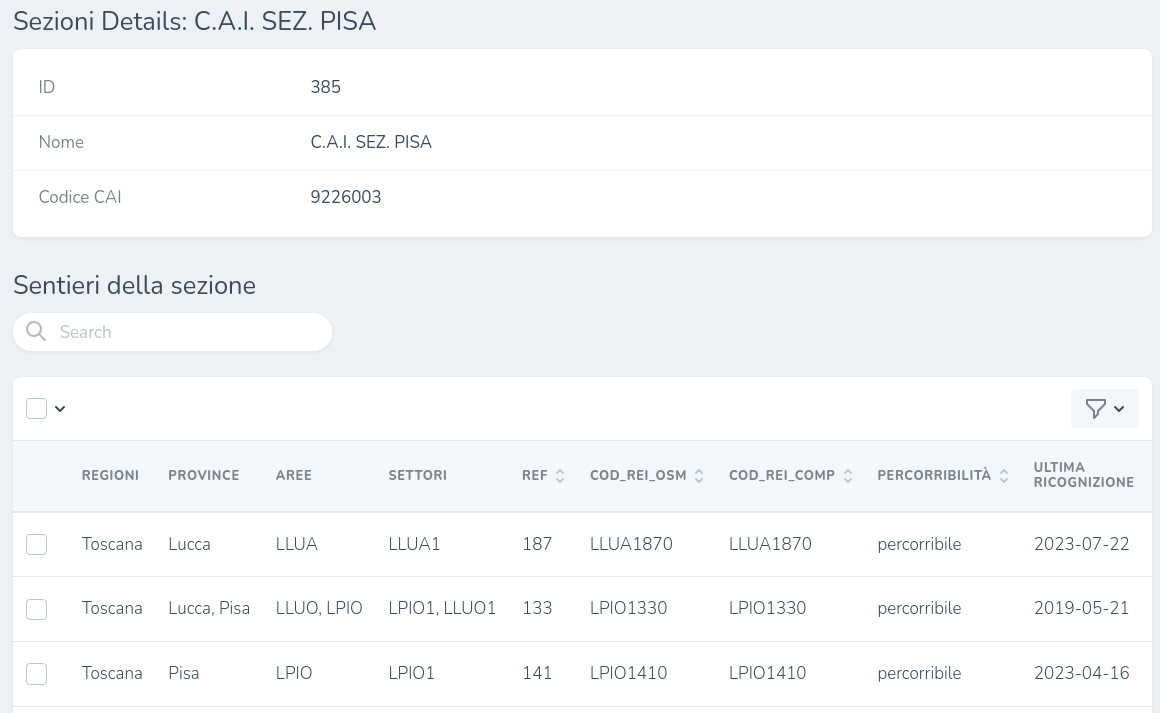 Sezioni Details: C.A.I. SEZ. PISA
ID 385
Nome C.A.I. SEZ. PISA
Codice CAI 9226003
Sentieri della sezione
Search
REGIONI PROVINCE AREE SETTORI REF COD_REI_OSM COD_REI_COMP PERCORRIBILITÀ ULTIMA RICOGNIZIONE
Toscana Lucca LLUA LLUA1 187 LLUA1870 LLUA1870 percorribile 2023-07-22
Toscana Lucca, Pisa LLUO, LPIO LPIO1, LLUO1 133 LPIO1330 LPIO1330 percorribile 2019-05-21
Toscana Pisa LPIO LPIO1 141 LPIO1410 LPIO1410 percorribile 2023-04-16